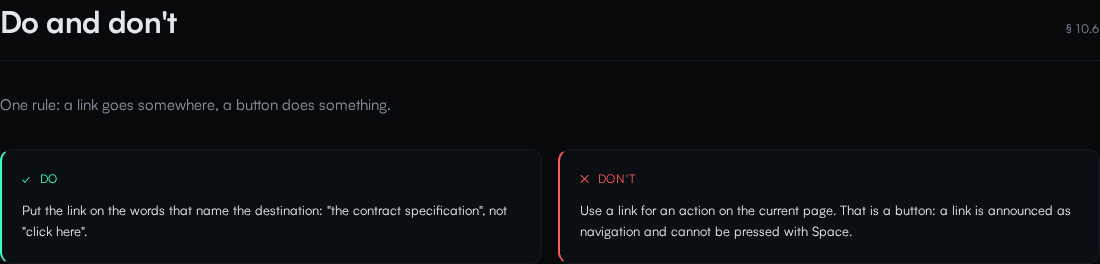 Do and don't
§ 10.6
One rule: a link goes somewhere, a button does something.
✓ DO
Put the link on the words that name the destination: "the contract specification", not
"click here".
✕ DON'T
Use a link for an action on the current page. That is a button: a link is announced as
navigation and cannot be pressed with Space.